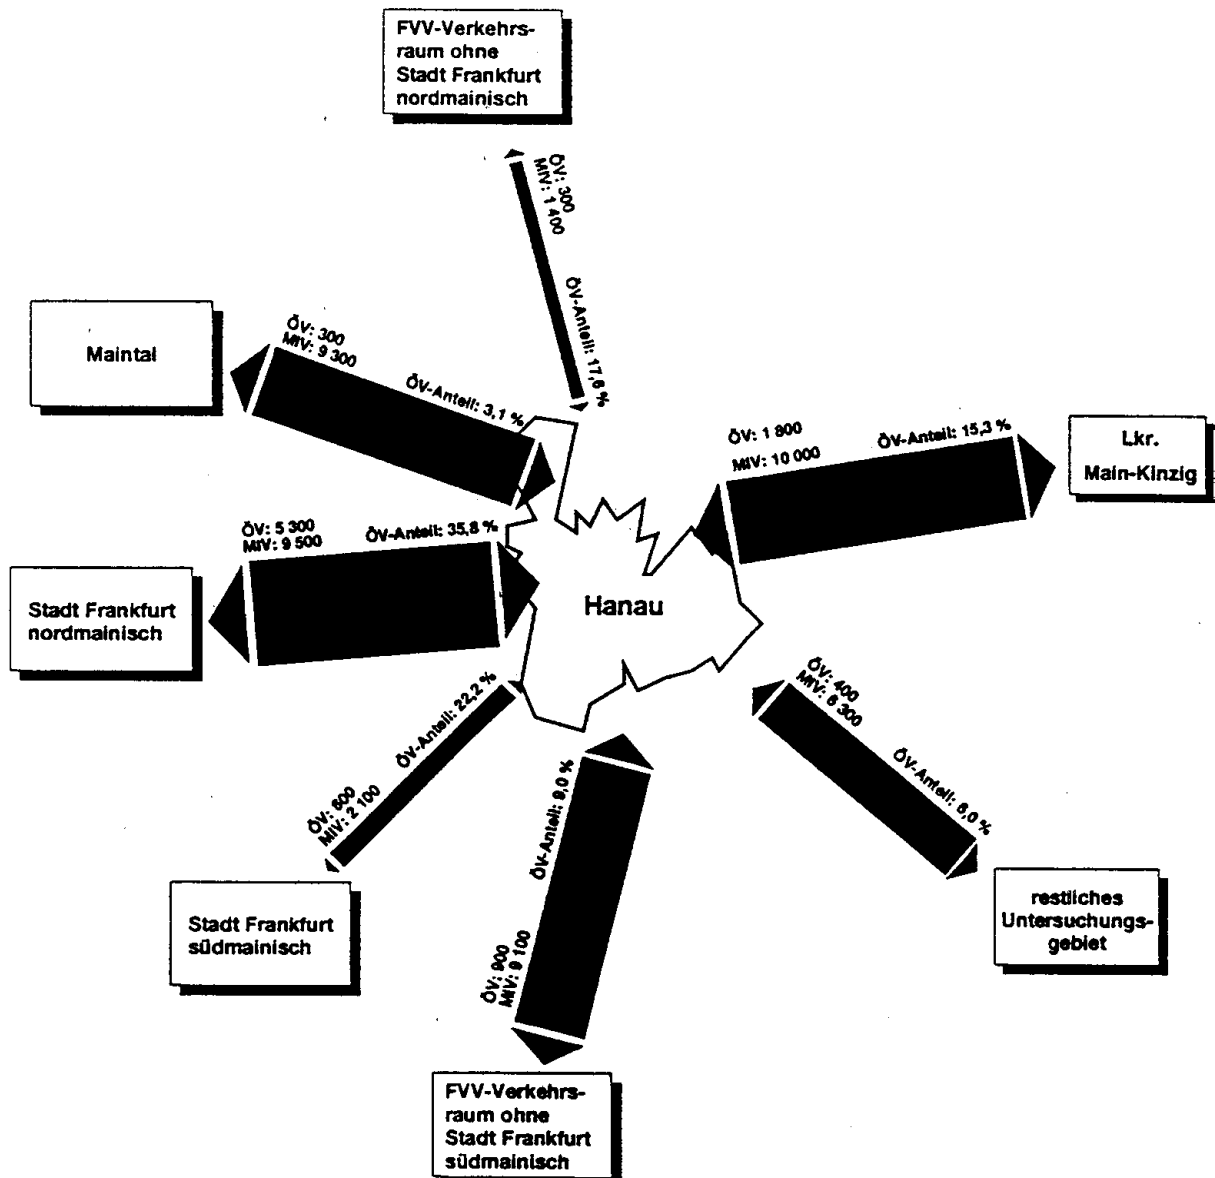 FVV-Verkehrs-
raum ohne
Stadt Frankfurt
nordmainisch
ÖV: 300
MIV: 1 400
ÖV-Anteil: 17,6 %
Maintal
ÖV: 300
MIV: 9 300
ÖV-Anteil: 3,1 %
ÖV: 1 800
MIV: 10 000
ÖV-Anteil: 15,3 %
Lkr.
Main-Kinzig
Stadt Frankfurt
nordmainisch
ÖV: 5 300
MIV: 9 500
ÖV-Anteil: 35,8 %
Hanau
ÖV: 400
MIV: 6 300
ÖV-Anteil: 6,0 %
restliches
Untersuchungs-
gebiet
ÖV-Anteil: 22,2 %
ÖV: 600
MIV: 2 100
Stadt Frankfurt
südmainisch
ÖV-Anteil: 9,0 %
ÖV: 900
MIV: 9 100
FVV-Verkehrs-
raum ohne
Stadt Frankfurt
südmainisch